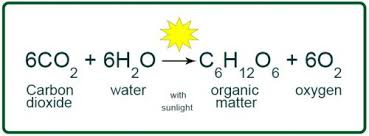 6CO₂ + 6H₂O → C₆H₁₂O₆ + 6O₂
Carbon dioxide water with sunlight organic matter oxygen